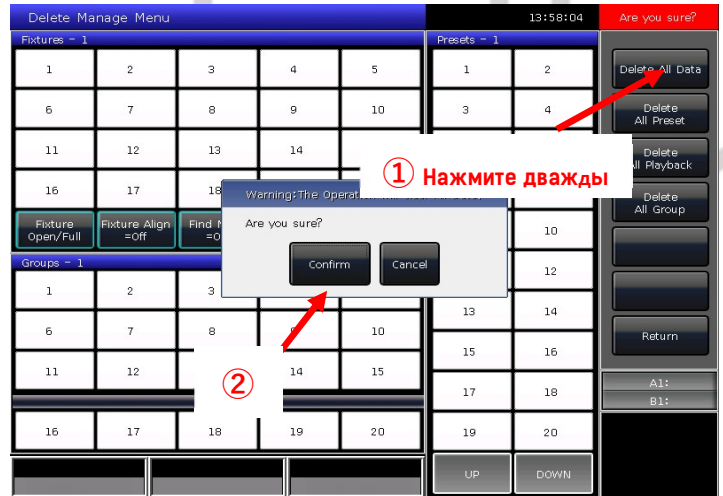 Delete Manage Menu
13:58:04
Are you sure?
Fixtures - 1
1 2 3 4 5
6 7 8 9 10
11 12 13 14
16 17 18
Fixture Open/Full
Fixture Align =Off
Find
Groups - 1
1 2 3
6 7 8 10
11 12 14 15
16 17 18 19 20
Presets - 1
1 2
3 4
10
12
13 14
15 16
17 18
19 20
UP DOWN
Delete All Data
Delete
All Preset
Delete
All Playback
Delete
All Group
Return
A1:
B1:
① Нажмите дважды
Warning:The
Are you sure?
Confirm Cancel
②